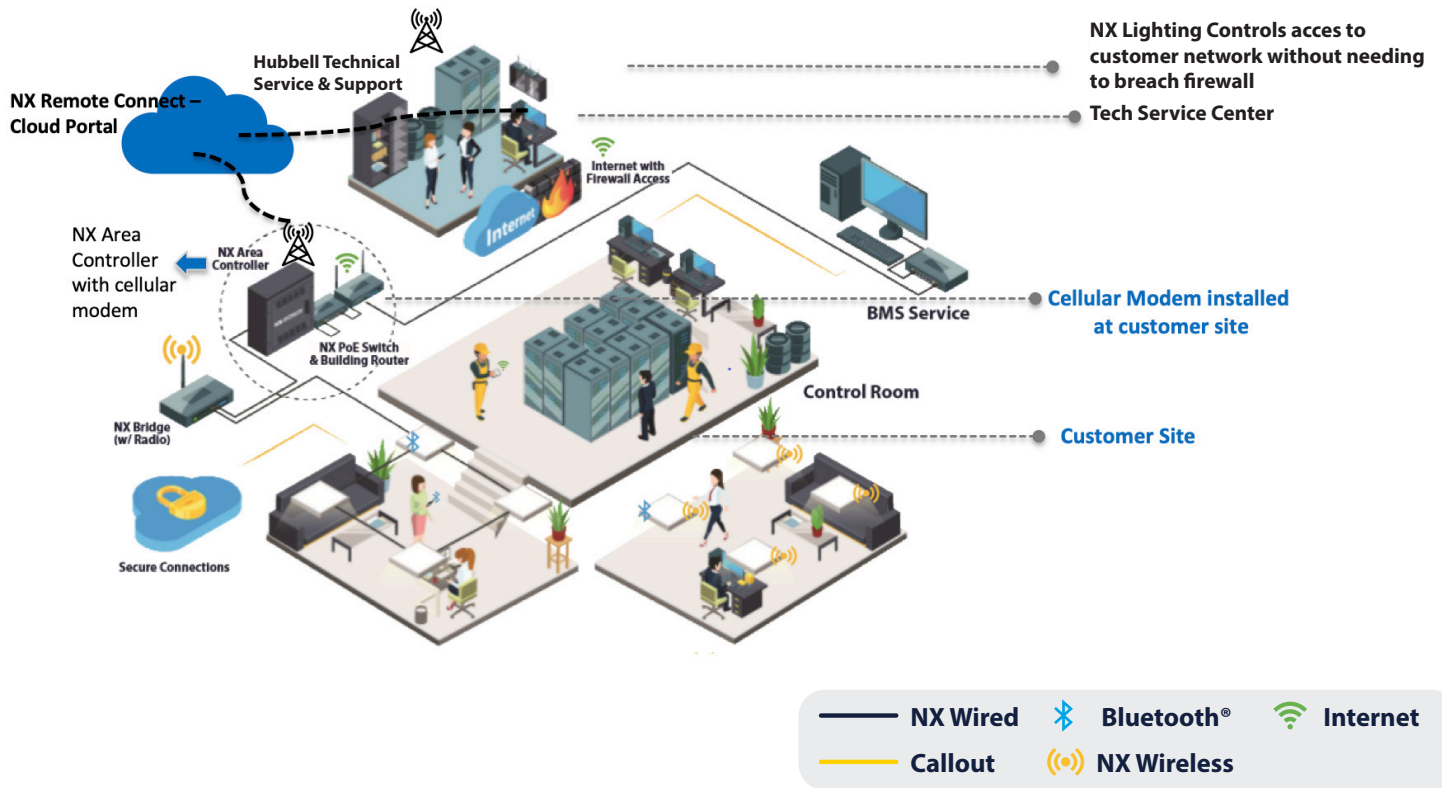 NX Lighting Controls acces to
customer network without needing
to breach firewall
Hubbell Technical
Service & Support
NX Remote Connect –
Cloud Portal
Tech Service Center
Internet with
Firewall Access
Internet
NX Area
Controller
with cellular
modem
NX Area
Controller
BMS Service
Cellular Modem installed
at customer site
NX PoE Switch
& Building Router
Control Room
NX Bridge
(w/ Radio)
Customer Site
Secure Connections
NX Wired
Bluetooth®
Internet
Callout
NX Wireless